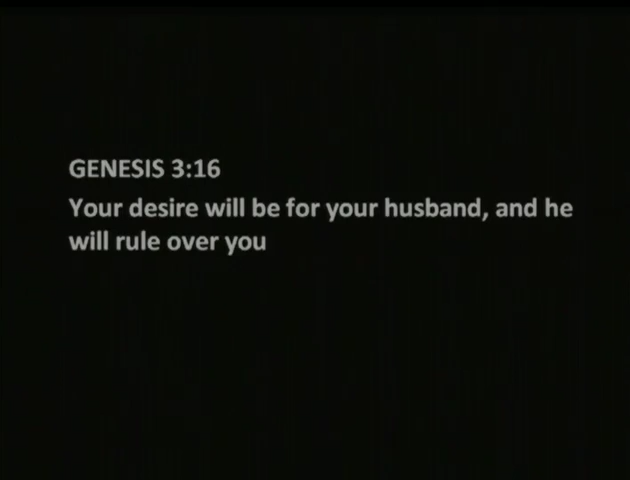 GENESIS 3:16
Your desire will be for your husband, and he
will rule over you